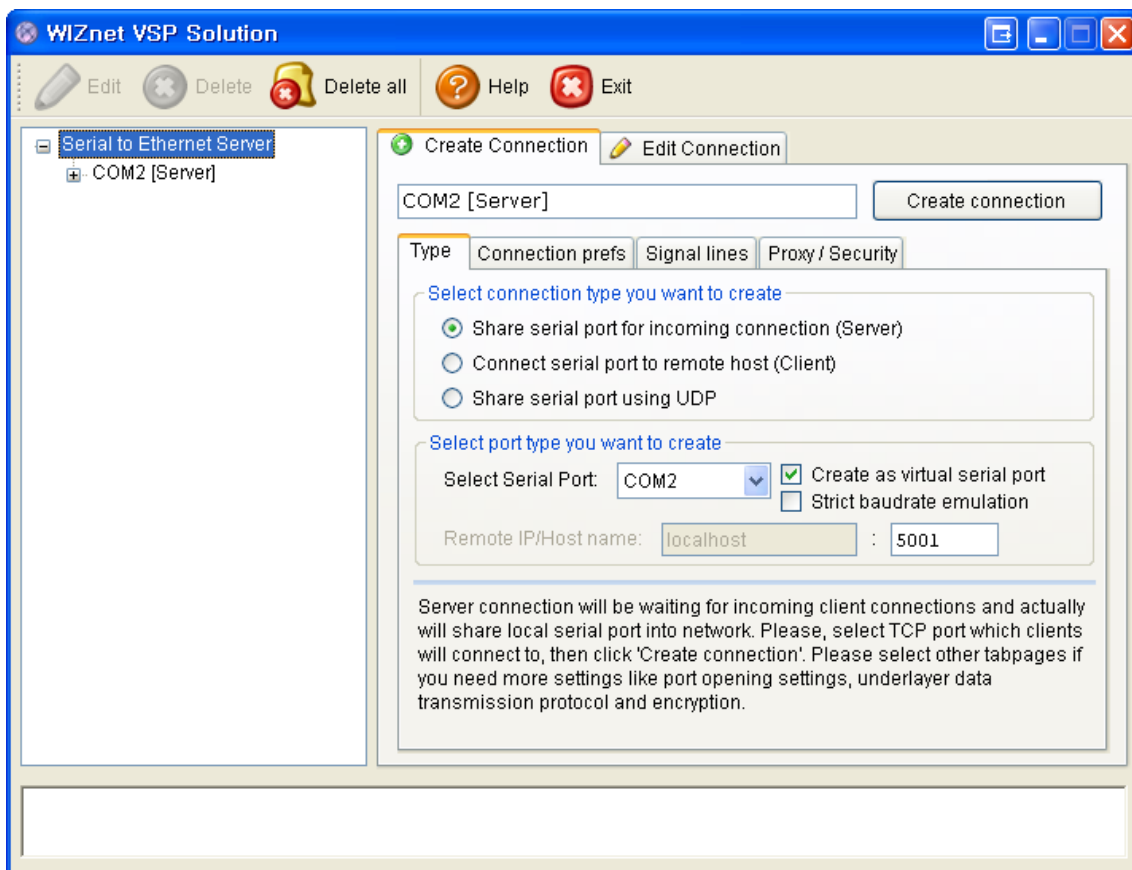 WIZnet VSP Solution
Edit Delete Delete all Help Exit
Serial to Ethernet Server
COM2 [Server]
Create Connection Edit Connection
COM2 [Server] Create connection
Type Connection prefs Signal lines Proxy / Security
Select connection type you want to create
Share serial port for incoming connection (Server)
Connect serial port to remote host (Client)
Share serial port using UDP
Select port type you want to create
Select Serial Port: COM2 Create as virtual serial port
Strict baudrate emulation
Remote IP/Host name: localhost : 5001
Server connection will be waiting for incoming client connections and actually
will share local serial port into network. Please, select TCP port which clients
will connect to, then click 'Create connection'. Please select other tabpages if
you need more settings like port opening settings, underlayer data
transmission protocol and encryption.